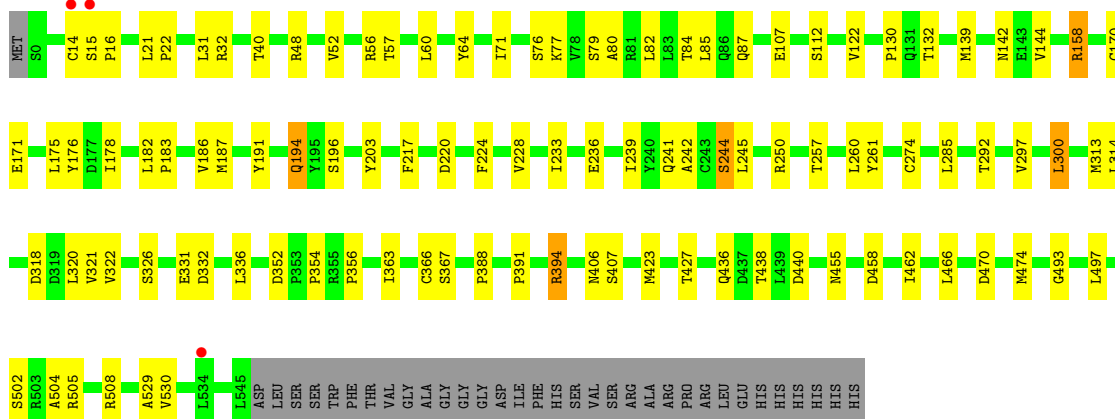 MET S0 C14 S15 P16 L21 P22 L31 R32 T40 R48 V52 R56 T57 L60 Y64 I71 S76 K77 V78 S79 A80 R81 L82 L83 T84 L85 Q86 Q87 E107 S112 V122 P130 Q131 T132 M139 N142 E143 V144 R158 C170
E171 L175 Y176 D177 I178 L182 P183 V186 M187 Y191 Q194 Y195 S196 Y203 F217 D220 F224 V228 I233 E236 I239 Y240 Q241 A242 C243 S244 L245 R250 T257 L260 Y261 C274 L285 T292 V297 L300 M313 L314
D318 D319 L320 V321 V322 S326 E331 D332 L336 D352 P353 P354 R355 P356 I363 C366 S367 P388 P391 R394 N406 S407 M423 T427 Q436 D437 T438 L439 D440 N455 D458 I462 L466 D470 M474 G493 L497
S502 R503 A504 R505 R508 A529 V530 L534 L545 ASP LEU SER SER TRP PHE THR VAL GLY ALA GLY GLY GLY ASP ILE PHE HIS SER VAL SER ARG ALA ARG PRO ARG LEU GLU HIS HIS HIS HIS HIS HIS